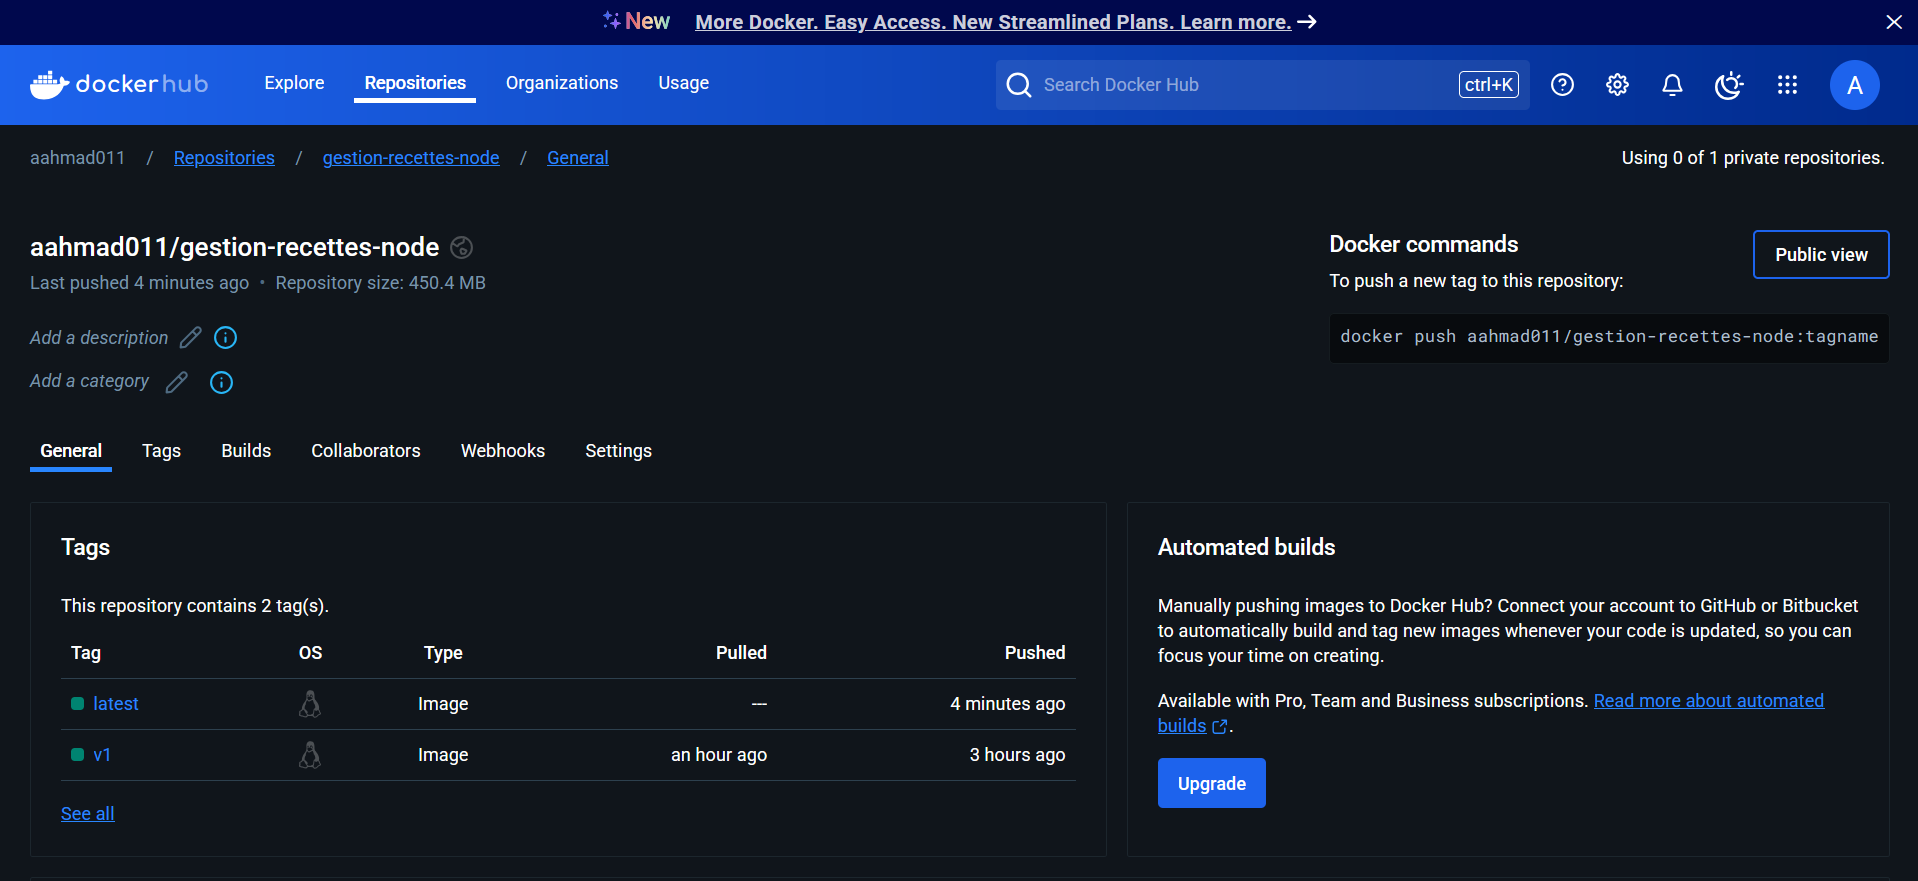 New More Docker. Easy Access. New Streamlined Plans. Learn more.
docker hub Explore Repositories Organizations Usage Search Docker Hub ctrl+K A
aahmad011 / Repositories / gestion-recettes-node / General Using 0 of 1 private repositories.
aahmad011/gestion-recettes-node
Last pushed 4 minutes ago • Repository size: 450.4 MB
Add a description
Add a category
Docker commands
Public view
To push a new tag to this repository:
docker push aahmad011/gestion-recettes-node:tagname
General Tags Builds Collaborators Webhooks Settings
Tags
This repository contains 2 tag(s).
Tag OS Type Pulled Pushed
latest Image --- 4 minutes ago
v1 Image an hour ago 3 hours ago
See all
Automated builds
Manually pushing images to Docker Hub? Connect your account to GitHub or Bitbucket
to automatically build and tag new images whenever your code is updated, so you can
focus your time on creating.
Available with Pro, Team and Business subscriptions. Read more about automated
builds.
Upgrade